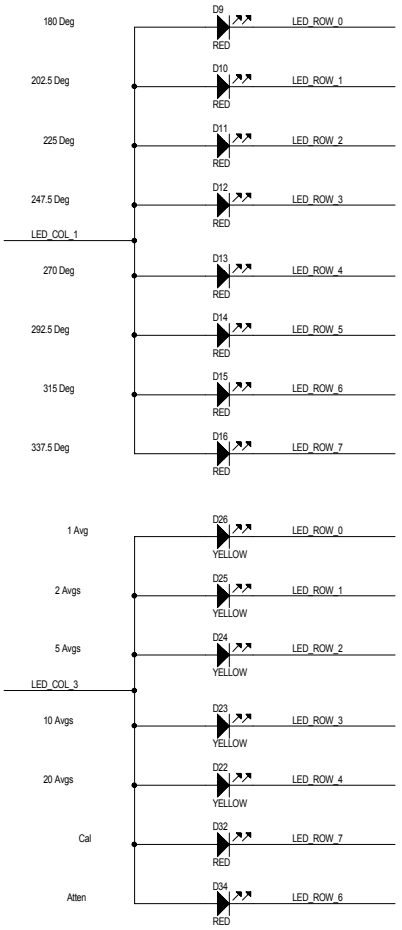 D9
180 Deg LED_ROW_0
RED
D10
202.5 Deg LED_ROW_1
RED
D11
225 Deg LED_ROW_2
RED
D12
247.5 Deg LED_ROW_3
RED
LED_COL_1
D13
270 Deg LED_ROW_4
RED
D14
292.5 Deg LED_ROW_5
RED
D15
315 Deg LED_ROW_6
RED
D16
337.5 Deg LED_ROW_7
RED
D26
1 Avg LED_ROW_0
YELLOW
D25
2 Avgs LED_ROW_1
YELLOW
D24
5 Avgs LED_ROW_2
YELLOW
LED_COL_3
D23
10 Avgs LED_ROW_3
YELLOW
D22
20 Avgs LED_ROW_4
YELLOW
D32
Cal LED_ROW_7
RED
D34
Atten LED_ROW_6
RED